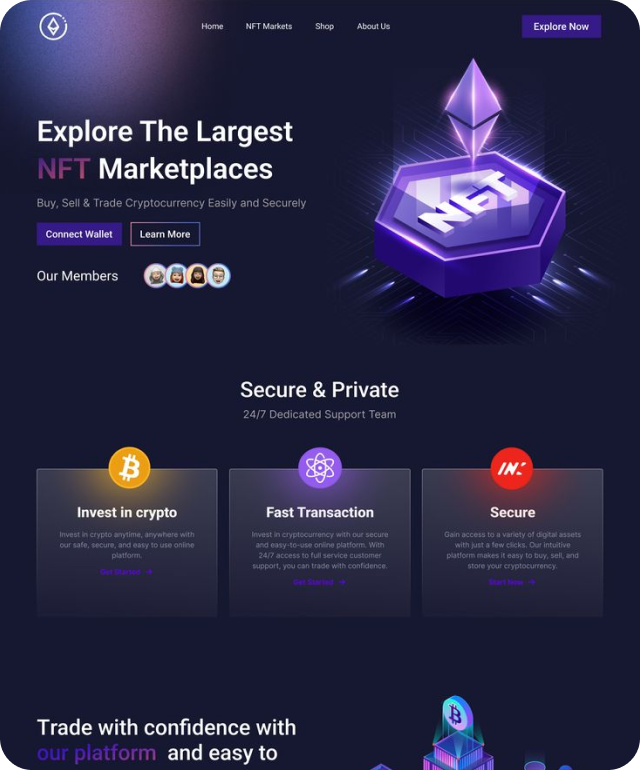 Home NFT Markets Shop About Us Explore Now
Explore The Largest
NFT Marketplaces
Buy, Sell & Trade Cryptocurrency Easily and Securely
Connect Wallet Learn More
Our Members
NFT
Secure & Private
24/7 Dedicated Support Team
Invest in crypto
Invest in crypto anytime, anywhere with
our safe, secure, and easy to use online
platform.
Get Started →
Fast Transaction
Invest in cryptocurrency with our secure
and easy-to-use online platform. With
24/7 access to full service customer
support, you can trade with confidence.
Get Started →
Secure
Gain access to a variety of digital assets
with just a few clicks. Our intuitive
platform makes it easy to buy, sell, and
store your cryptocurrency.
Start Now →
Trade with confidence with
our platform and easy to